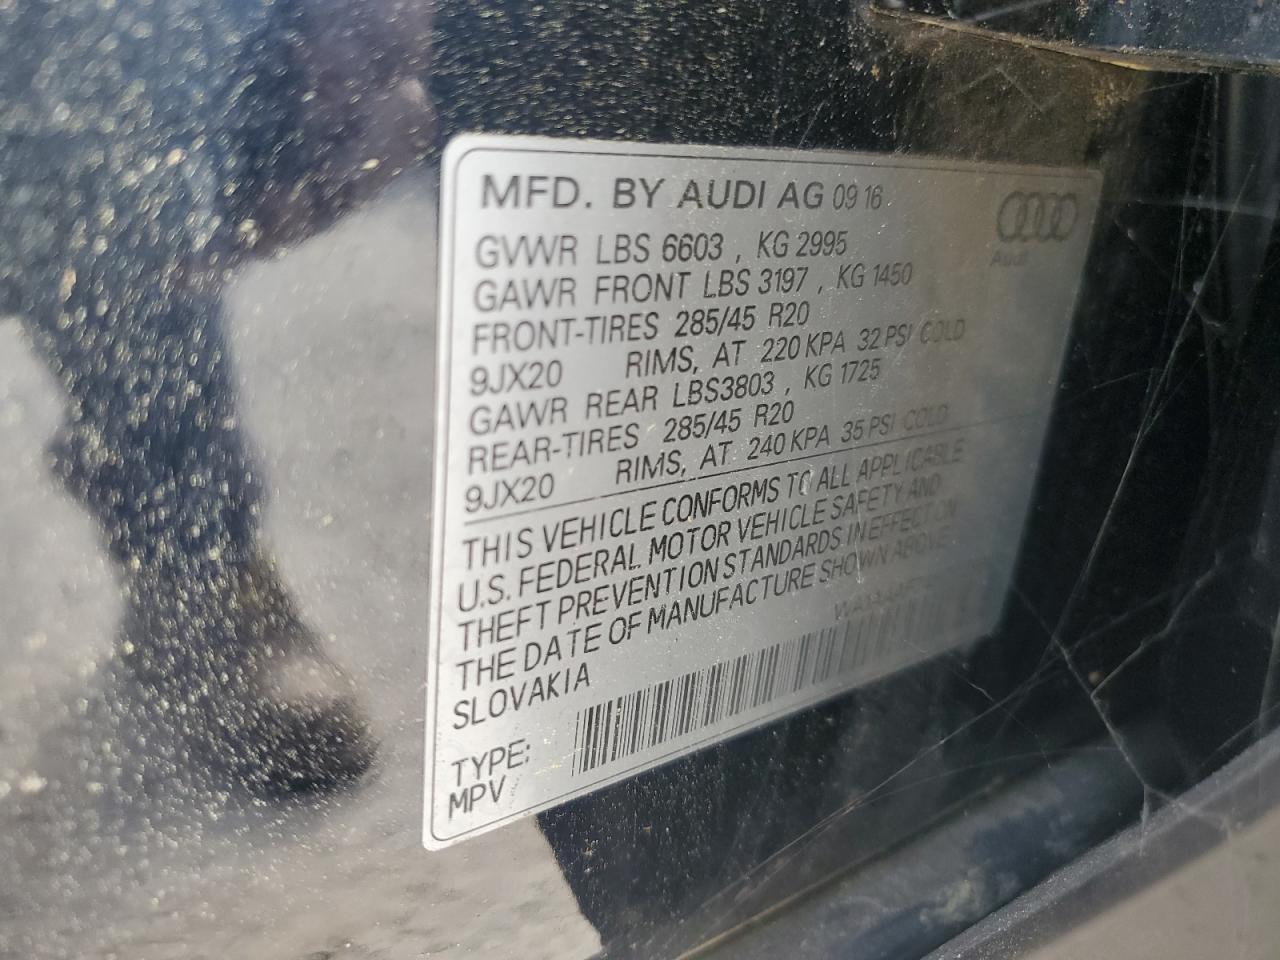 MFD. BY AUDI AG 09 16
Audi
GVWR LBS 6603 , KG 2995
GAWR FRONT LBS 3197 , KG 1450
FRONT-TIRES 285/45 R20
9JX20 RIMS, AT 220 KPA 32 PSI COLD
GAWR REAR LBS3803 , KG 1725
REAR-TIRES 285/45 R20
9JX20 RIMS, AT 240 KPA 35 PSI COLD
THIS VEHICLE CONFORMS TO ALL APPLICABLE
U.S. FEDERAL MOTOR VEHICLE SAFETY AND
THEFT PREVENTION STANDARDS IN EFFECT ON
THE DATE OF MANUFACTURE SHOWN ABOVE.
SLOVAKIA
TYPE:
MPV